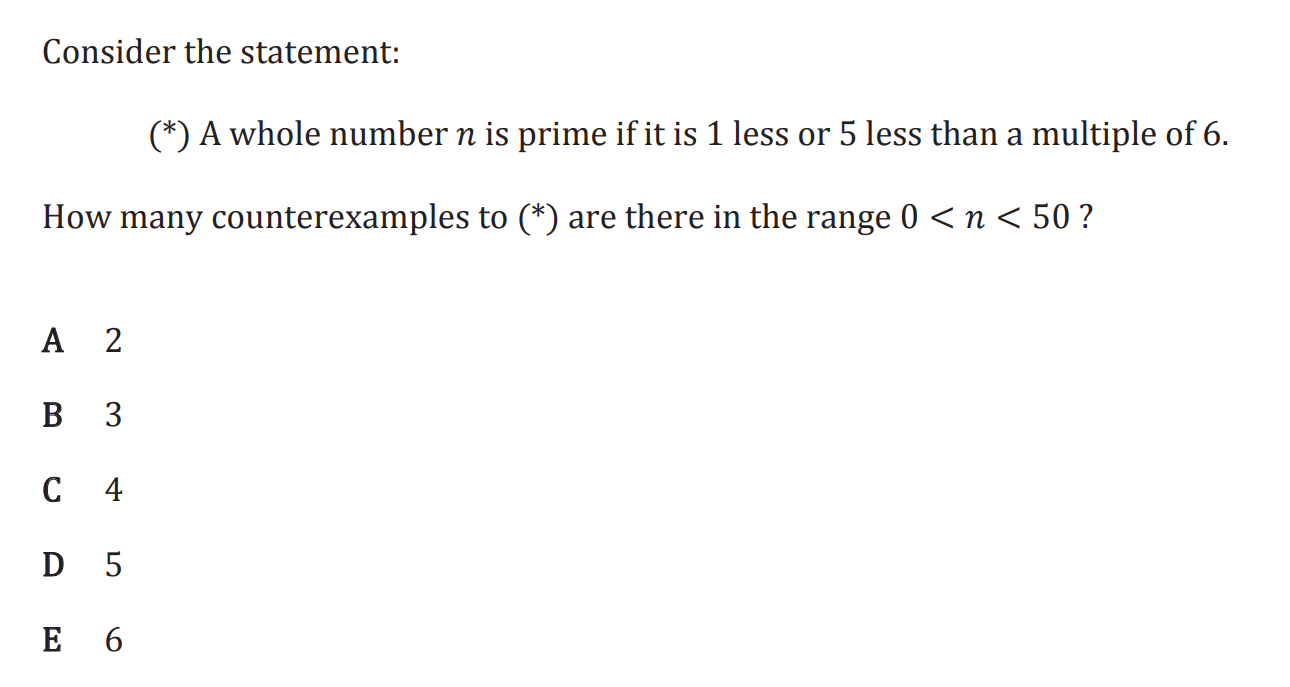 Consider the statement:
(*) A whole number n is prime if it is 1 less or 5 less than a multiple of 6.
How many counterexamples to (*) are there in the range 0 < n < 50 ?
A 2
B 3
C 4
D 5
E 6